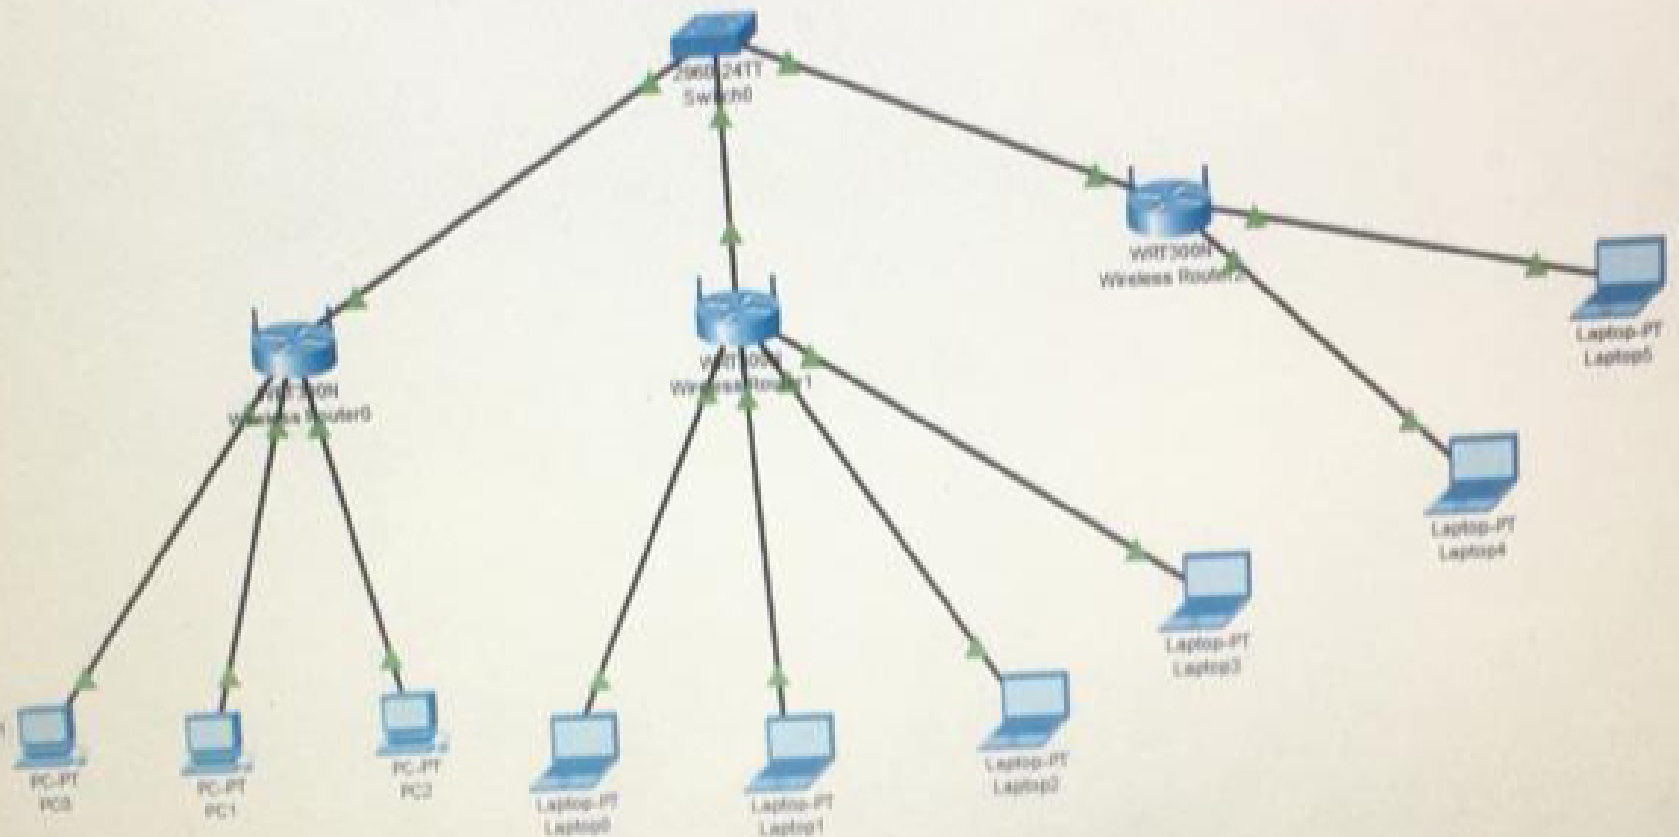 2960-24TT
Switch0
WRT300N
Wireless Router2
Laptop-PT
Laptop5
WRT300N
Wireless Router1
WRT300N
Wireless Router0
Laptop-PT
Laptop4
Laptop-PT
Laptop3
PC-PT
PC0
PC-PT
PC1
PC-PT
PC2
Laptop-PT
Laptop0
Laptop-PT
Laptop1
Laptop-PT
Laptop2